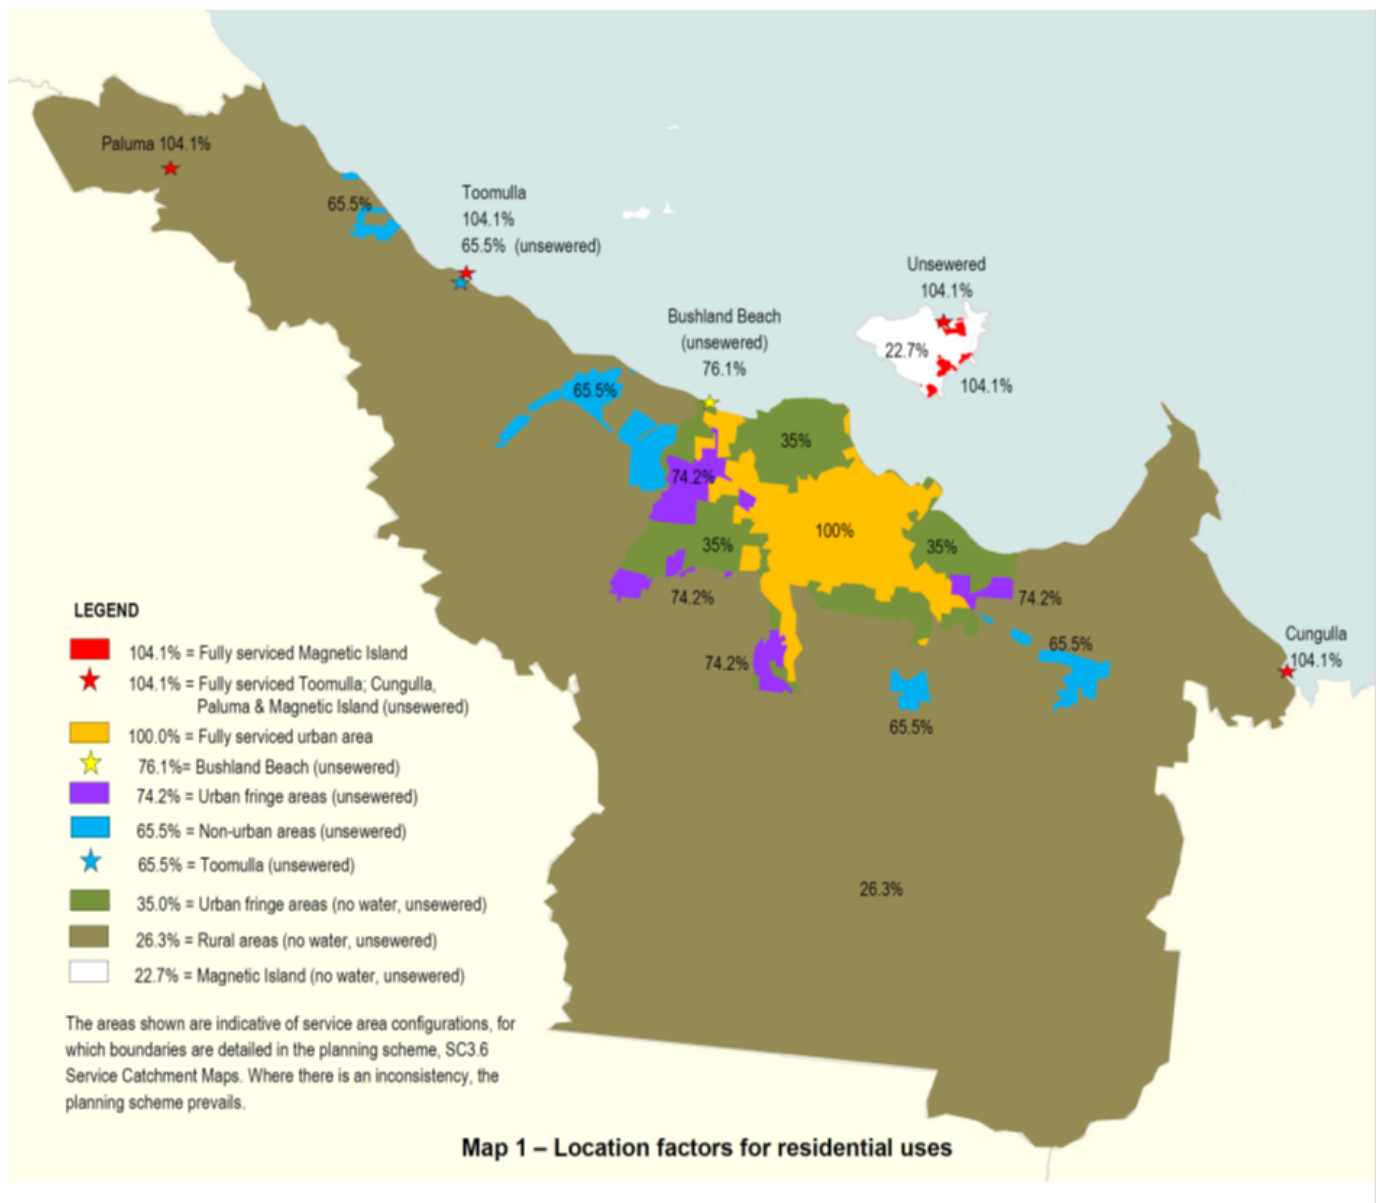 Paluma 104.1%
65.5%
Toomulla
104.1%
65.5% (unsewered)
Unsewered
104.1%
22.7%
104.1%
Bushland Beach
(unsewered)
76.1%
65.5%
35%
74.2%
100%
35%
35%
74.2%
74.2%
74.2%
65.5%
65.5%
Cungulla
104.1%
26.3%
LEGEND
104.1% = Fully serviced Magnetic Island
104.1% = Fully serviced Toomulla; Cungulla,
Paluma & Magnetic Island (unsewered)
100.0% = Fully serviced urban area
76.1%= Bushland Beach (unsewered)
74.2% = Urban fringe areas (unsewered)
65.5% = Non-urban areas (unsewered)
65.5% = Toomulla (unsewered)
35.0% = Urban fringe areas (no water, unsewered)
26.3% = Rural areas (no water, unsewered)
22.7% = Magnetic Island (no water, unsewered)
The areas shown are indicative of service area configurations, for
which boundaries are detailed in the planning scheme, SC3.6
Service Catchment Maps. Where there is an inconsistency, the
planning scheme prevails.
Map 1 – Location factors for residential uses